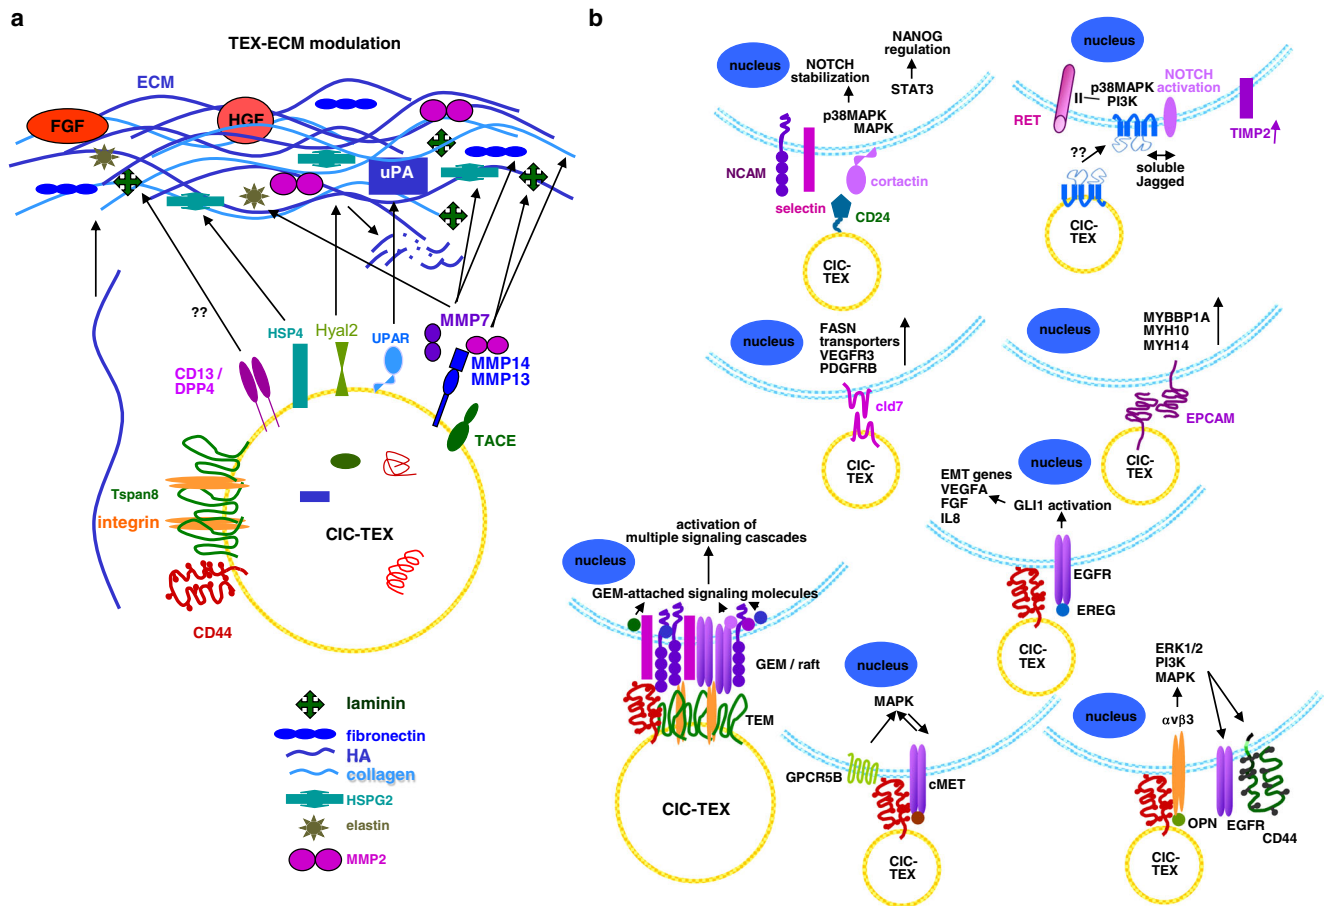 a
TEX-ECM modulation
ECM
FGF
HGF
uPA
??
HSP4
Hyal2
UPAR
MMP7
MMP14
MMP13
CD13 /
DPP4
TACE
Tspan8
integrin
CIC-TEX
CD44
laminin
fibronectin
HA
collagen
HSPG2
elastin
MMP2
b
nucleus
NOTCH
stabilization
NANOG
regulation
STAT3
p38MAPK
MAPK
NCAM
selectin
cortactin
CD24
CIC-
TEX
nucleus
RET
p38MAPK
PI3K
NOTCH
activation
TIMP2
??
soluble
Jagged
CIC-
TEX
nucleus
FASN
transporters
VEGFR3
PDGFRB
cld7
CIC-
TEX
nucleus
MYBBP1A
MYH10
MYH14
EPCAM
CIC-
TEX
nucleus
EMT genes
VEGFA
FGF
IL8
GLI1 activation
EGFR
EREG
CIC-
TEX
activation of
multiple signaling cascades
nucleus
GEM-attached signaling molecules
GEM / raft
TEM
CIC-TEX
nucleus
MAPK
GPCR5B
cMET
CIC-
TEX
ERK1/2
PI3K
MAPK
nucleus
αvβ3
OPN
EGFR
CD44
CIC-
TEX